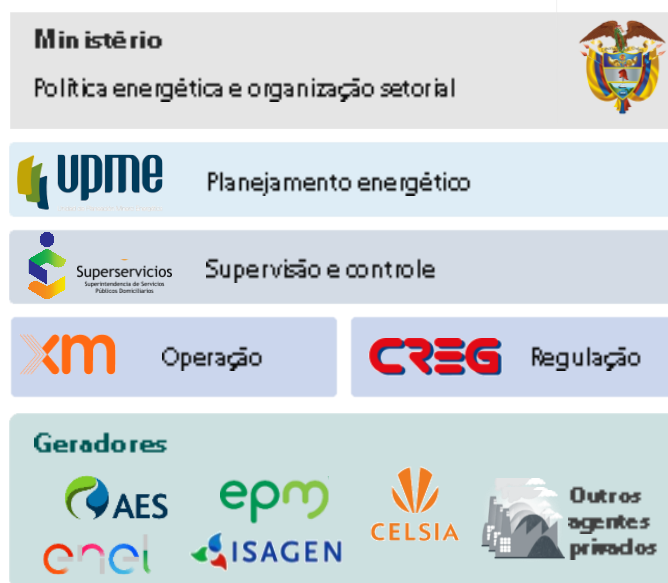 Ministério
Política energética e organização setorial
upme
Planejamento energético
Superservicios
Superintendencia de Servicios
Públicos Domiciliarios
Supervisão e controle
xm
Operação
CREG
Regulação
Geradores
AES
epm
CELSIA
Outros
agentes
privados
enel
ISAGEN